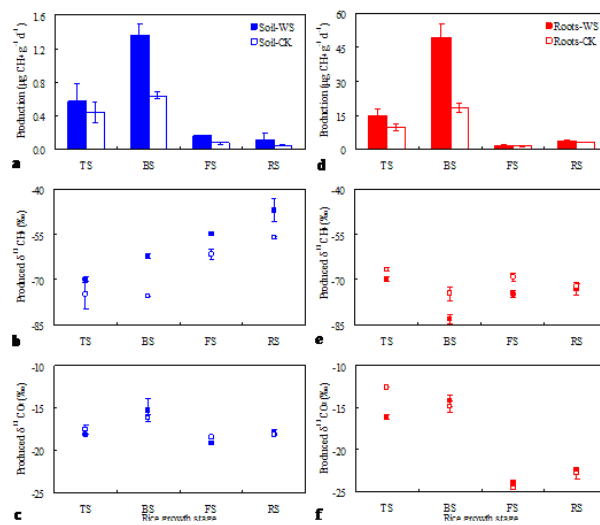 Production (µg CH4 g⁻¹ d⁻¹)
1.6
1.2
0.8
0.4
0.0
Soil-WS
Soil-CK
TS BS FS RS
a
Production (µg CH4 g⁻¹ d⁻¹)
60
45
30
15
0
Roots-WS
Roots-CK
TS BS FS RS
d
Produced δ¹³CH4 (‰)
-40
-55
-70
-85
TS BS FS RS
b
Produced δ¹³CH4 (‰)
-40
-55
-70
-85
TS BS FS RS
e
Produced δ¹³CO2 (‰)
-10
-15
-20
-25
TS BS FS RS
c
Rice growth stage
Produced δ¹³CO2 (‰)
-10
-15
-20
-25
TS BS FS RS
f
Rice growth stage